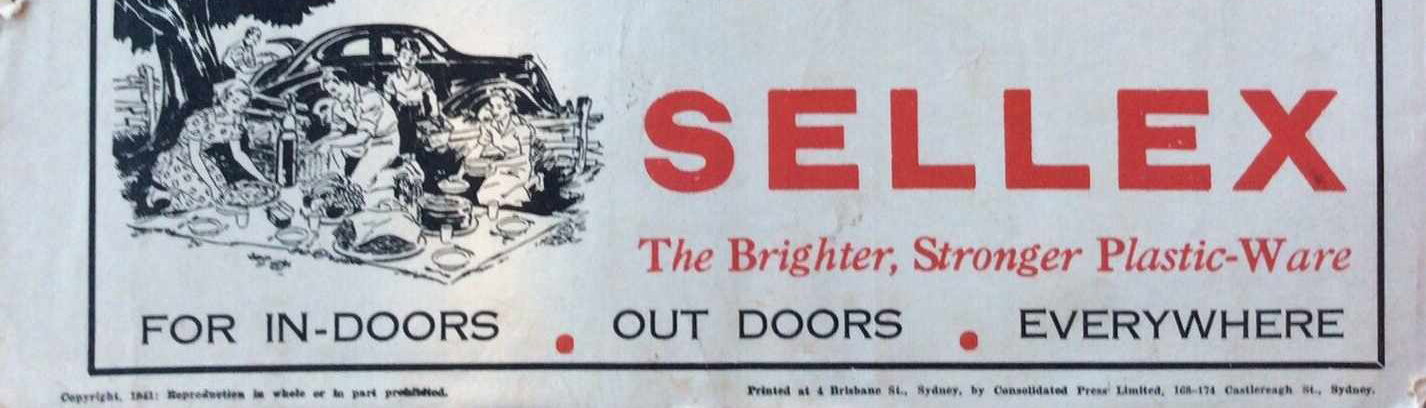 SELLEX
The Brighter, Stronger Plastic-Ware
FOR IN-DOORS . OUT DOORS . EVERYWHERE
Copyright, 1941: Reproduction in whole or in part prohibited.
Printed at 4 Brisbane St., Sydney, by Consolidated Press Limited, 168-174 Castlereagh St., Sydney.